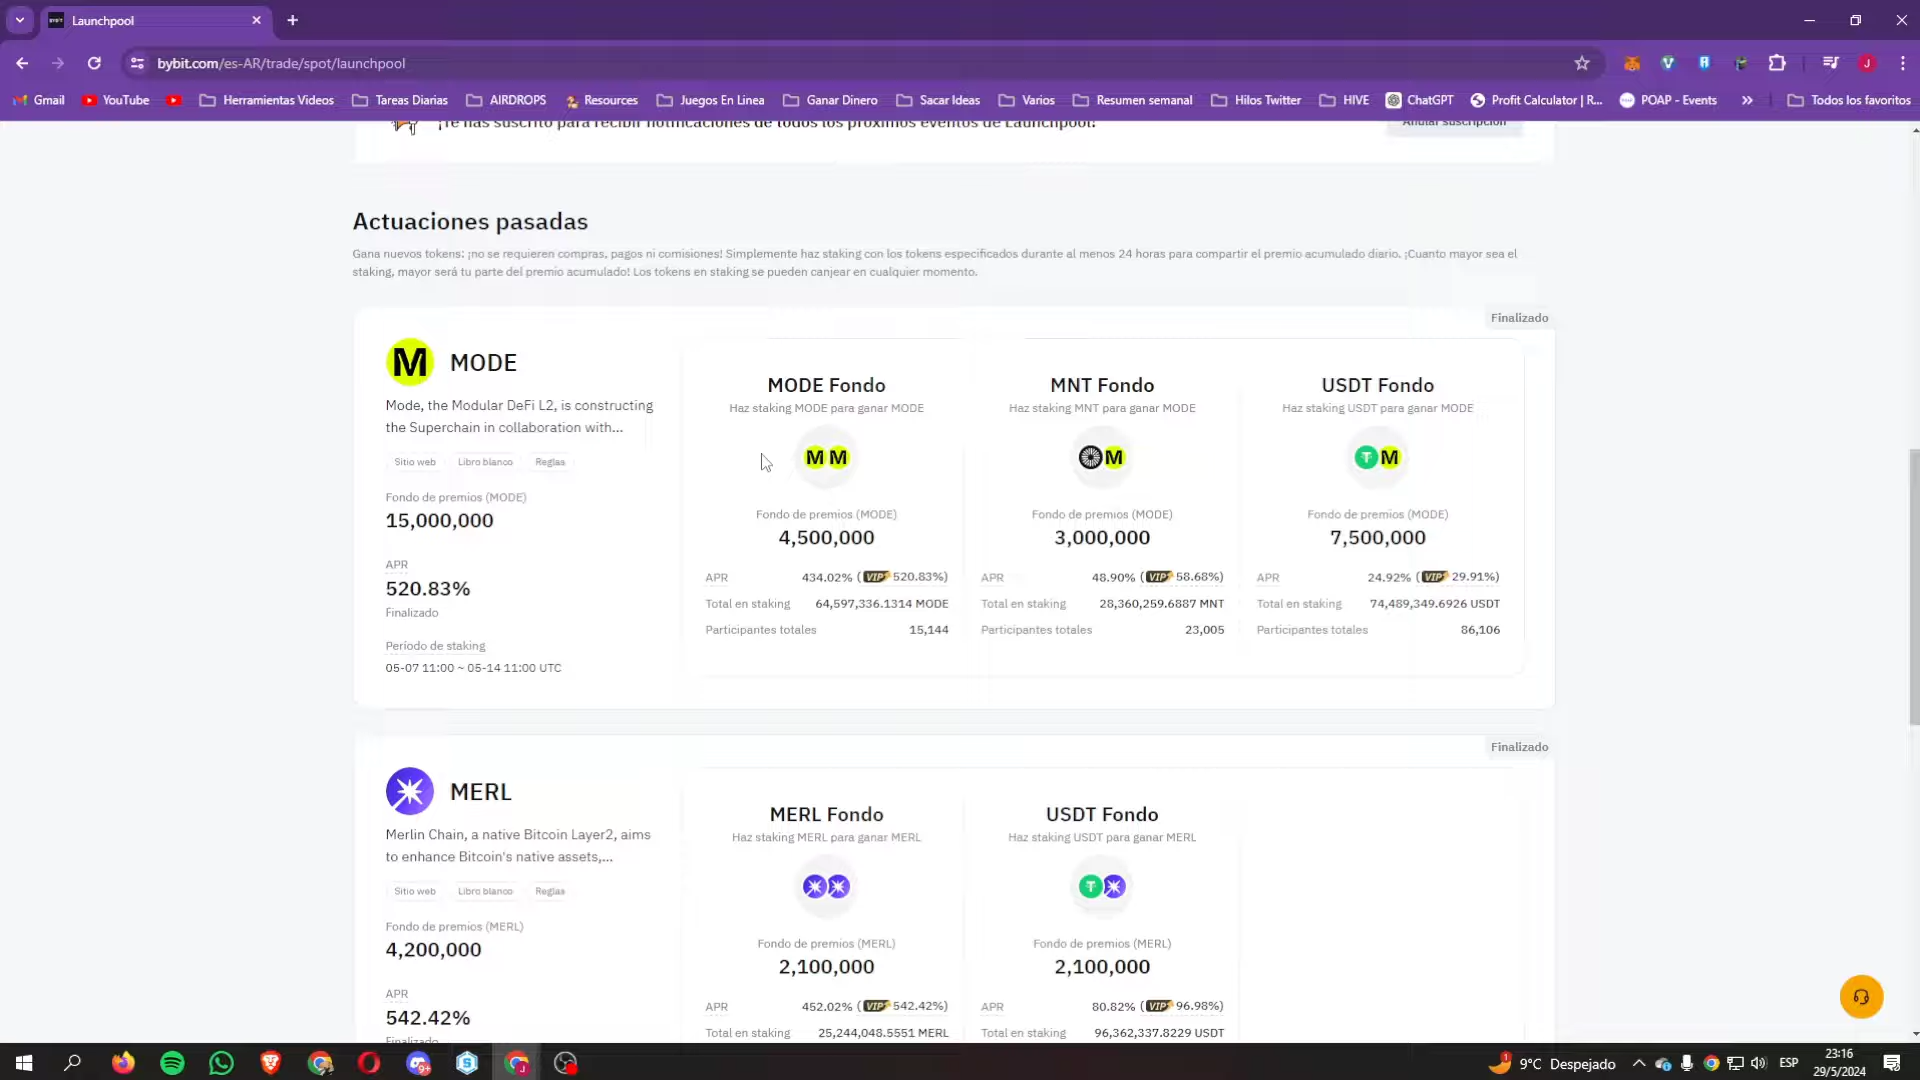 Launchpool
bybit.com/es-AR/trade/spot/launchpool
J
Gmail
YouTube
Herramientas Videos
Tareas Diarias
AIRDROPS
Resources
Juegos En Linea
Ganar Dinero
Sacar Ideas
Varios
Resumen semanal
Hilos Twitter
HIVE
ChatGPT
Profit Calculator | R...
POAP - Events
»
Todos los favoritos
¡Te has suscrito para recibir notificaciones de todos los próximos eventos de Launchpool!
Anular suscripción
Actuaciones pasadas
Gana nuevos tokens: ¡no se requieren compras, pagos ni comisiones! Simplemente haz staking con los tokens especificados durante al menos 24 horas para compartir el premio acumulado diario. ¡Cuanto mayor sea el
staking, mayor será tu parte del premio acumulado! Los tokens en staking se pueden canjear en cualquier momento.
Finalizado
M MODE
Mode, the Modular DeFi L2, is constructing
the Superchain in collaboration with...
Sitio web Libro blanco Reglas
Fondo de premios (MODE)
15,000,000
APR
520.83%
Finalizado
Período de staking
05-07 11:00 ~ 05-14 11:00 UTC
MODE Fondo
Haz staking MODE para ganar MODE
M M
Fondo de premios (MODE)
4,500,000
APR 434.02% (VIP 520.83%)
Total en staking 64,597,336.1314 MODE
Participantes totales 15,144
MNT Fondo
Haz staking MNT para ganar MODE
M
Fondo de premios (MODE)
3,000,000
APR 48.90% (VIP 58.68%)
Total en staking 28,360,259.6887 MNT
Participantes totales 23,005
USDT Fondo
Haz staking USDT para ganar MODE
M
Fondo de premios (MODE)
7,500,000
APR 24.92% (VIP 29.91%)
Total en staking 74,489,349.6926 USDT
Participantes totales 86,106
Finalizado
MERL
Merlin Chain, a native Bitcoin Layer2, aims
to enhance Bitcoin's native assets,...
Sitio web Libro blanco Reglas
Fondo de premios (MERL)
4,200,000
APR
542.42%
Finalizado
MERL Fondo
Haz staking MERL para ganar MERL
Fondo de premios (MERL)
2,100,000
APR 452.02% (VIP 542.42%)
Total en staking 25,244,048.5551 MERL
USDT Fondo
Haz staking USDT para ganar MERL
Fondo de premios (MERL)
2,100,000
APR 80.82% (VIP 96.98%)
Total en staking 96,362,337.8229 USDT
9°C Despejado
ESP
23:16
29/5/2024